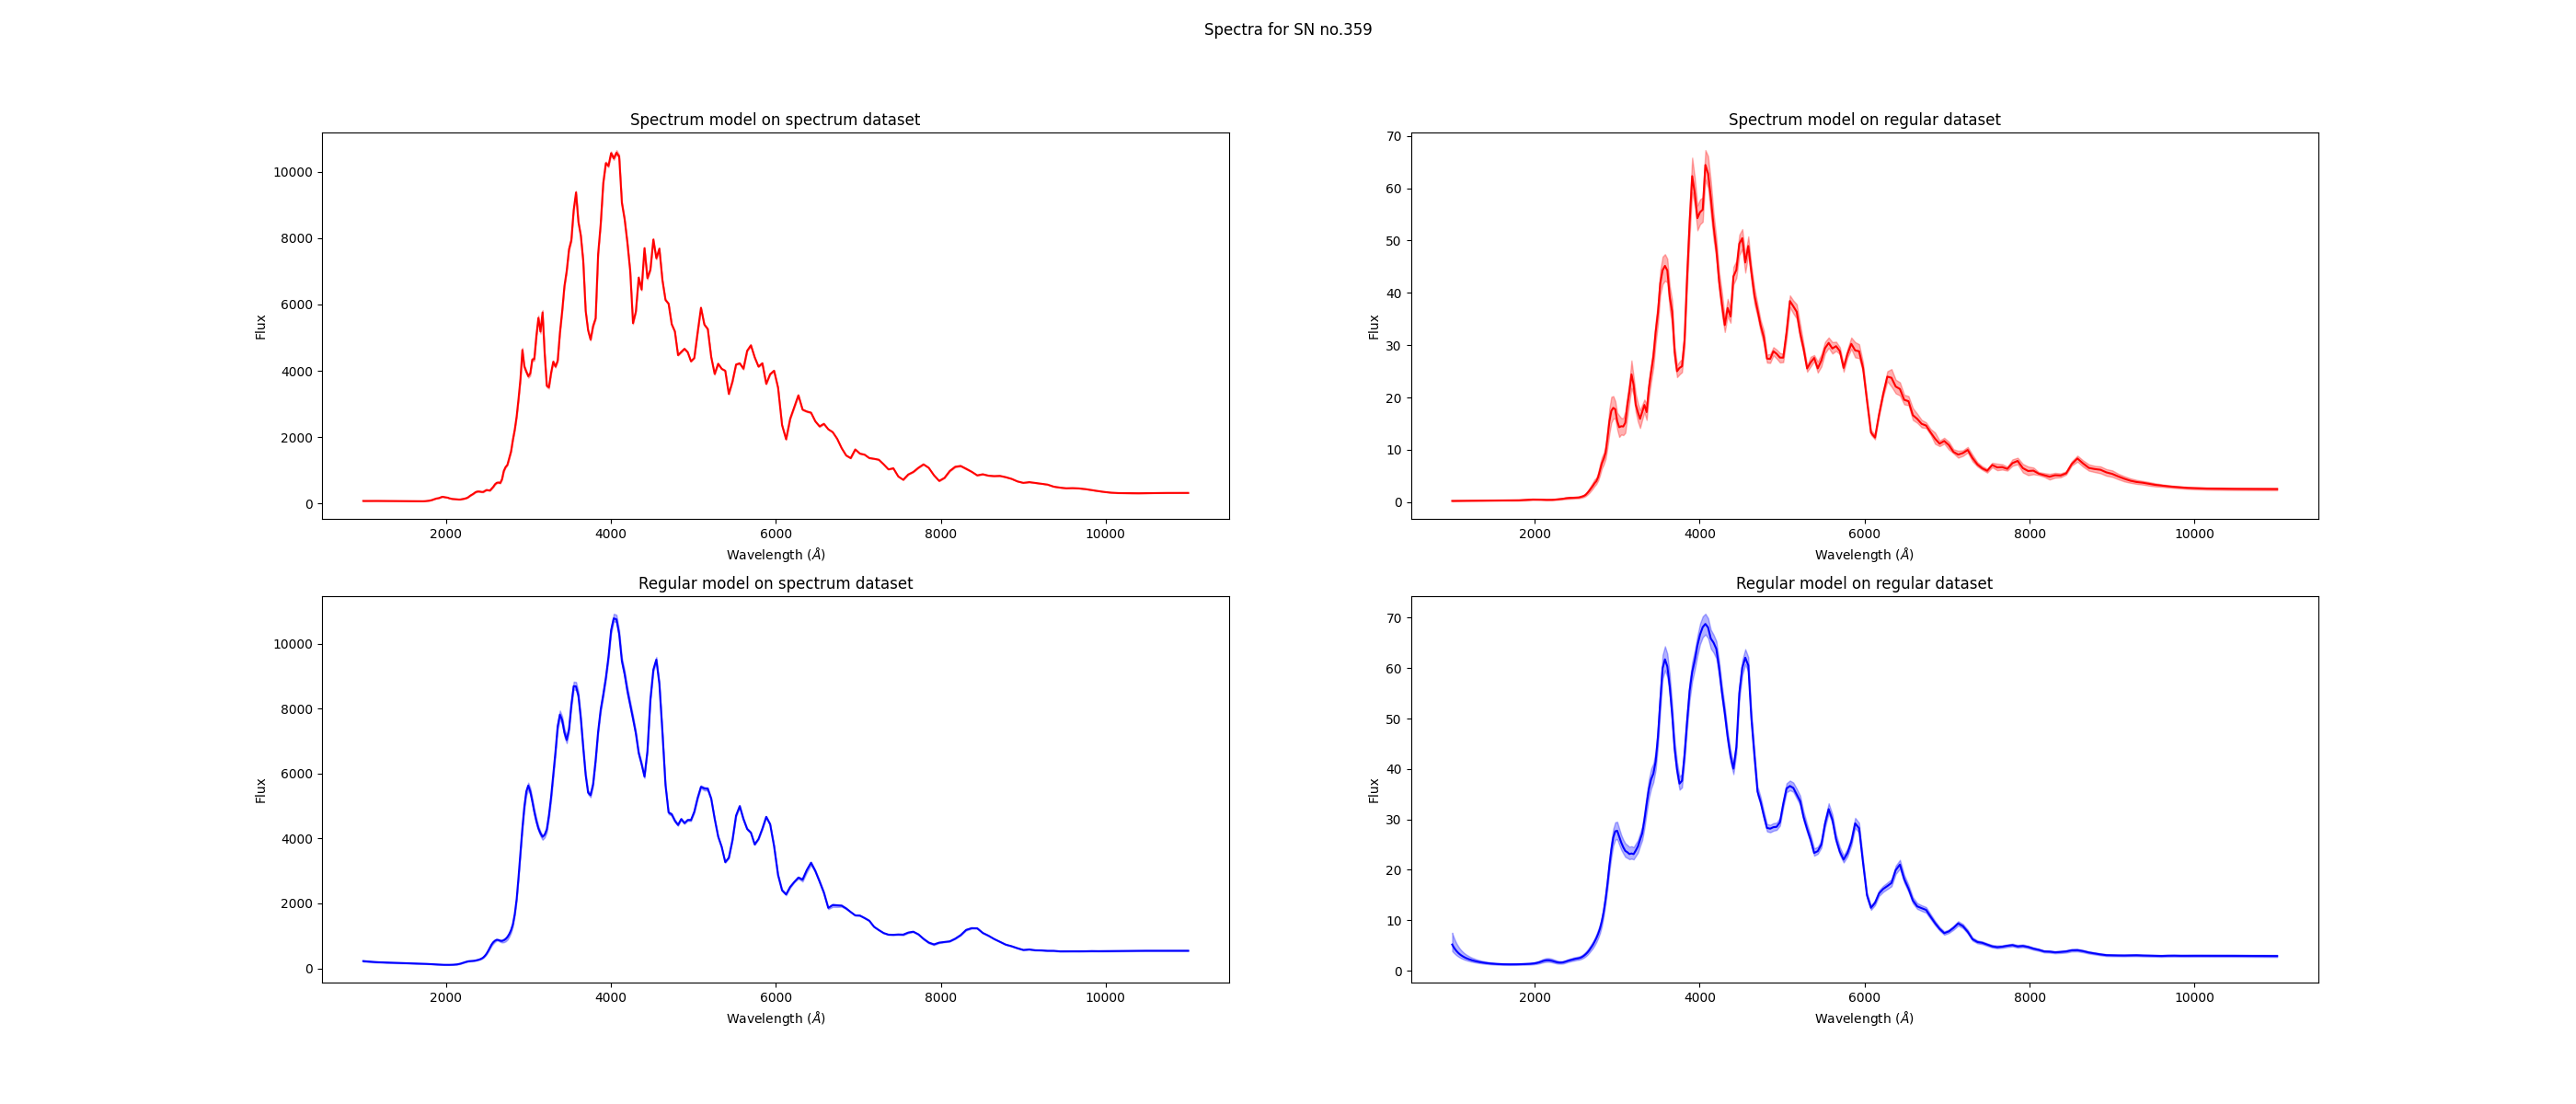 Spectra for SN no.359
Spectrum model on spectrum dataset
10000
8000
6000
4000
2000
0
Flux
2000 4000 6000 8000 10000
Wavelength (Å)
Spectrum model on regular dataset
70
60
50
40
30
20
10
0
Flux
2000 4000 6000 8000 10000
Wavelength (Å)
Regular model on spectrum dataset
10000
8000
6000
4000
2000
0
Flux
2000 4000 6000 8000 10000
Wavelength (Å)
Regular model on regular dataset
70
60
50
40
30
20
10
0
Flux
2000 4000 6000 8000 10000
Wavelength (Å)